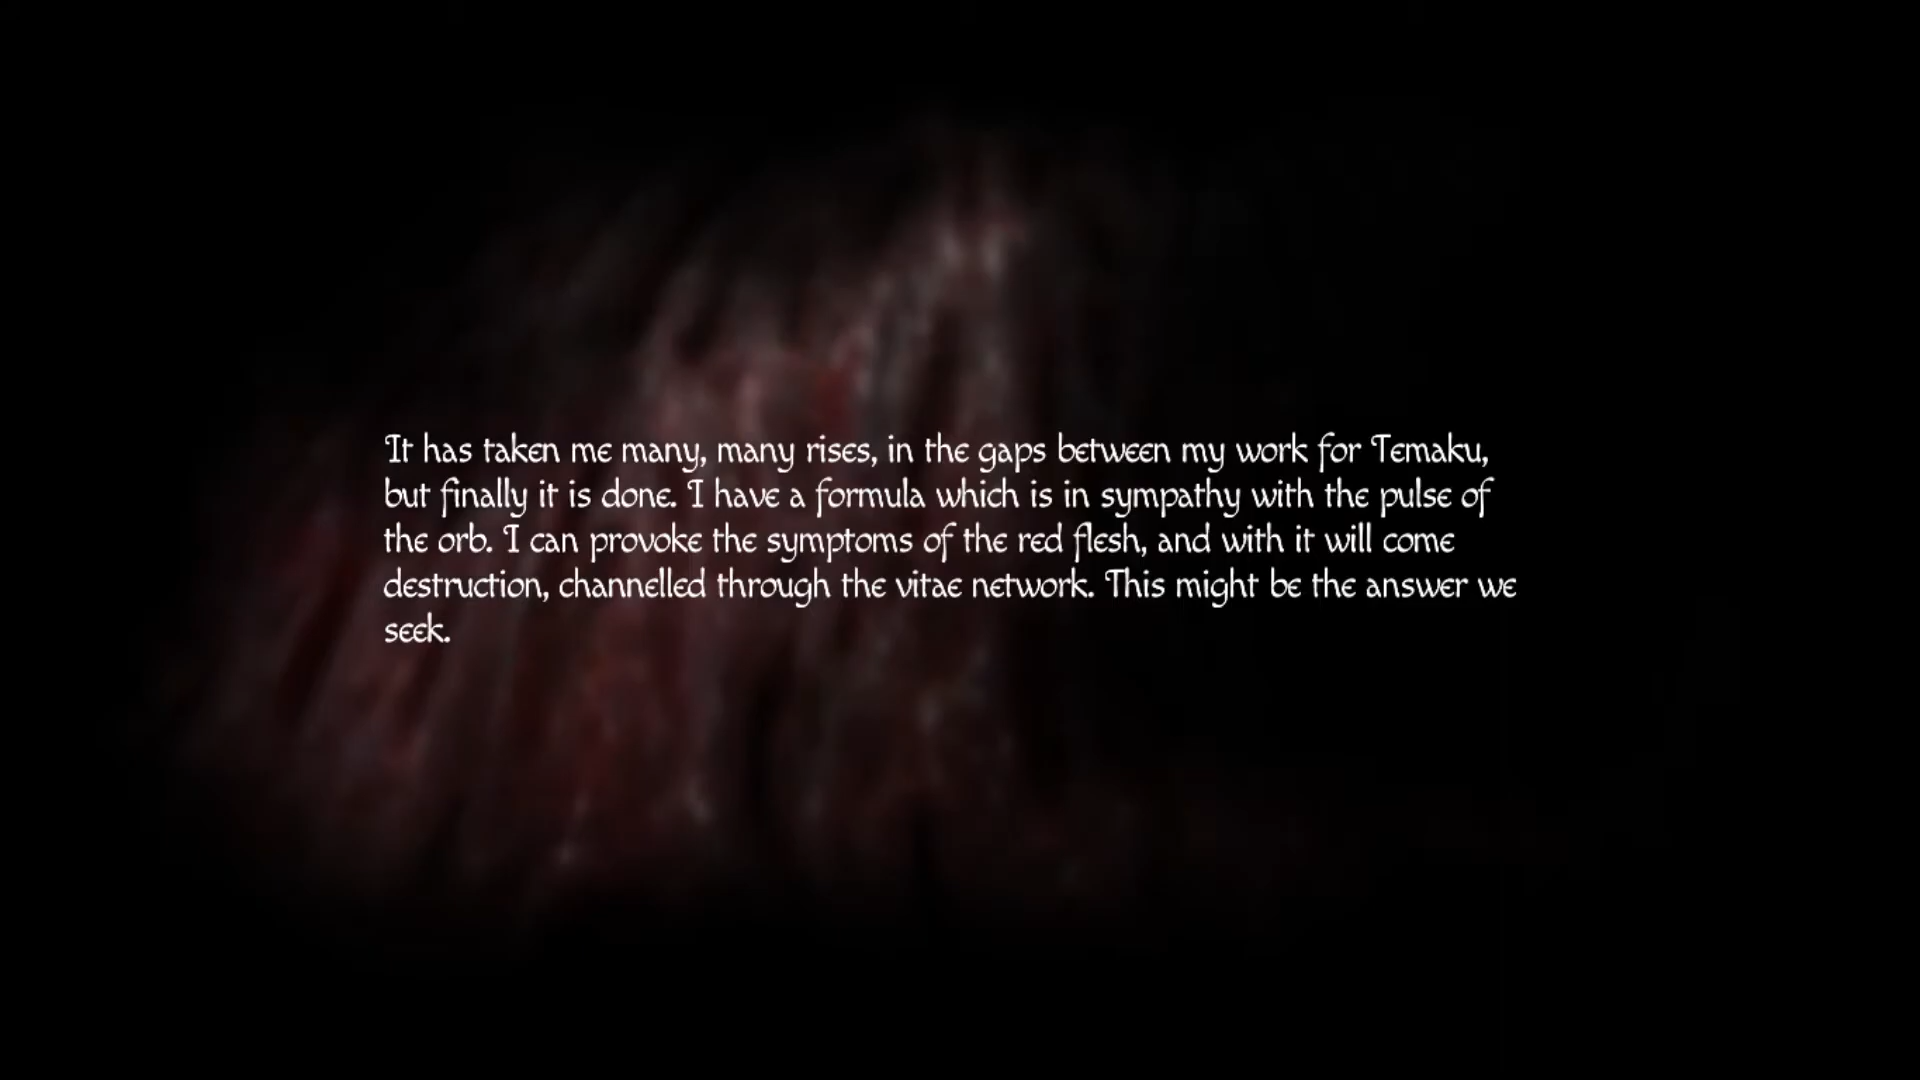 It has taken me many, many rises, in the gaps between my work for Temaku,
but finally it is done. I have a formula which is in sympathy with the pulse of
the orb. I can provoke the symptoms of the red flesh, and with it will come
destruction, channelled through the vitae network. This might be the answer we
seek.